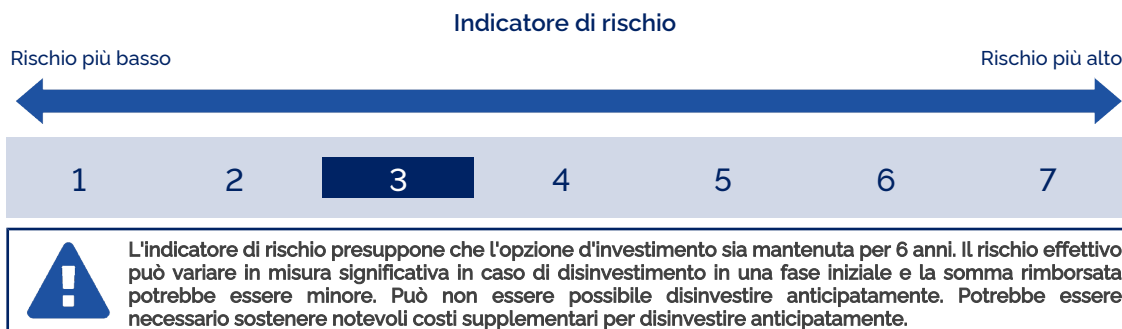 Indicatore di rischio
Rischio più basso
Rischio più alto
1 2 3 4 5 6 7
L'indicatore di rischio presuppone che l'opzione d'investimento sia mantenuta per 6 anni. Il rischio effettivo
può variare in misura significativa in caso di disinvestimento in una fase iniziale e la somma rimborsata
potrebbe essere minore. Può non essere possibile disinvestire anticipatamente. Potrebbe essere
necessario sostenere notevoli costi supplementari per disinvestire anticipatamente.